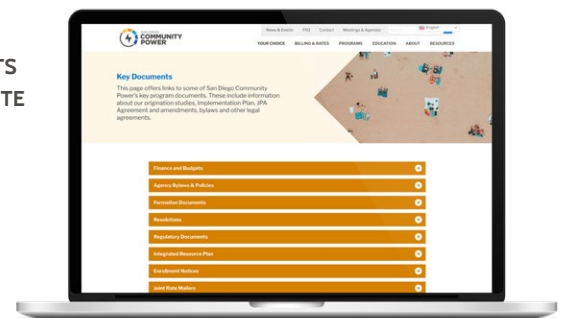 TS
TE
News & Events FAQ Contact Meetings & Agendas English
SAN DIEGO
COMMUNITY
POWER
YOUR CHOICE BILLING & RATES PROGRAMS EDUCATION ABOUT RESOURCES
Key Documents
This page offers links to some of San Diego Community
Power's key program documents. These include information
about our origination studies, Implementation Plan, JPA
Agreement and amendments, bylaws and other legal
agreements.
Finance and Budgets
Agency Bylaws & Policies
Formation Documents
Resolutions
Regulatory Documents
Integrated Resource Plan
Enrollment Notices
Joint Rate Mailers